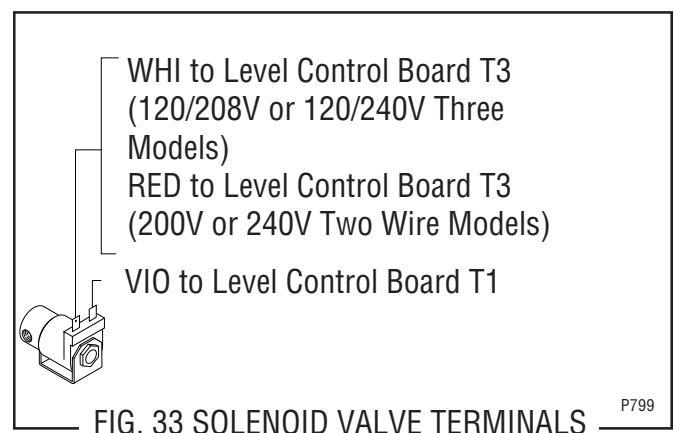 WHI to Level Control Board T3
(120/208V or 120/240V Three
Models)
RED to Level Control Board T3
(200V or 240V Two Wire Models)
VIO to Level Control Board T1
P799
FIG. 33 SOLENOID VALVE TERMINALS